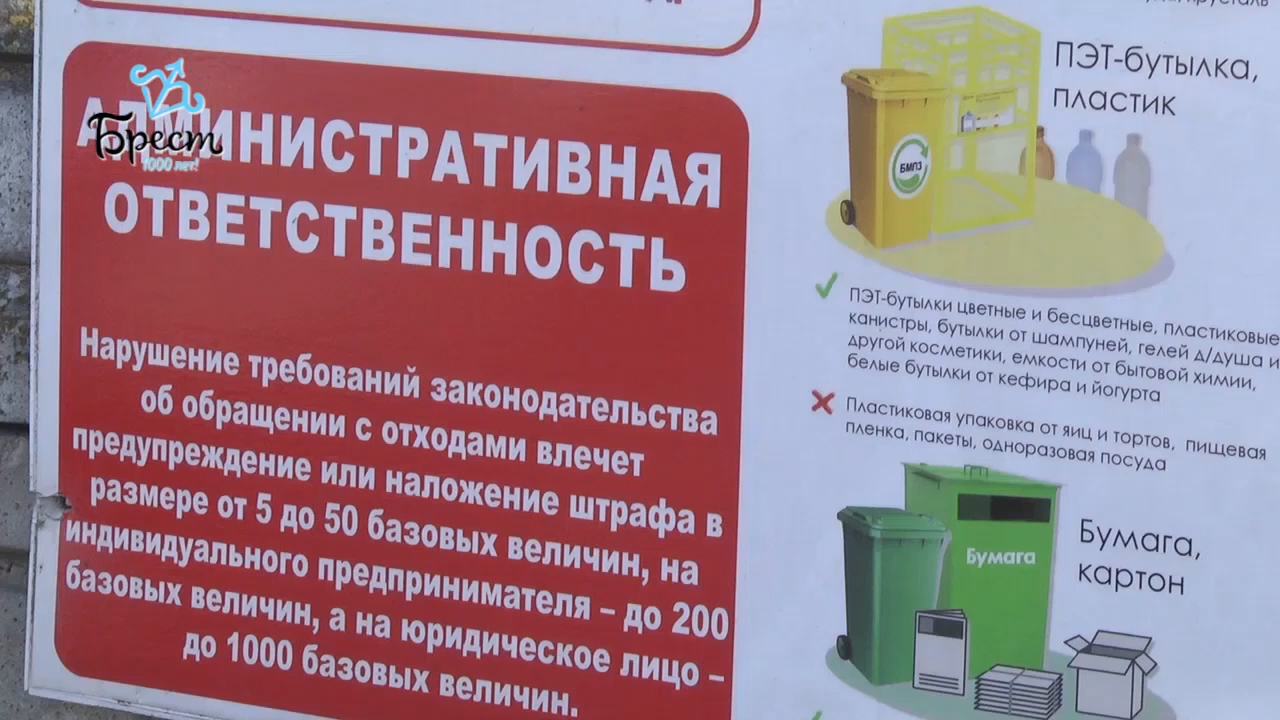 Брест
1000 лет!
АДМИНИСТРАТИВНАЯ
ОТВЕТСТВЕННОСТЬ
Нарушение требований законодательства
об обращении с отходами влечет
предупреждение или наложение штрафа в
размере от 5 до 50 базовых величин, на
индивидуального предпринимателя – до 200
базовых величин, а на юридическое лицо –
до 1000 базовых величин.
ПЭТ-бутылка,
пластик
БМПЗ
ПЭТ-бутылки цветные и бесцветные, пластиковые
канистры, бутылки от шампуней, гелей д/душа и
другой косметики, емкости от бытовой химии,
белые бутылки от кефира и йогурта
Пластиковая упаковка от яиц и тортов, пищевая
пленка, пакеты, одноразовая посуда
Бумага,
картон
Бумага